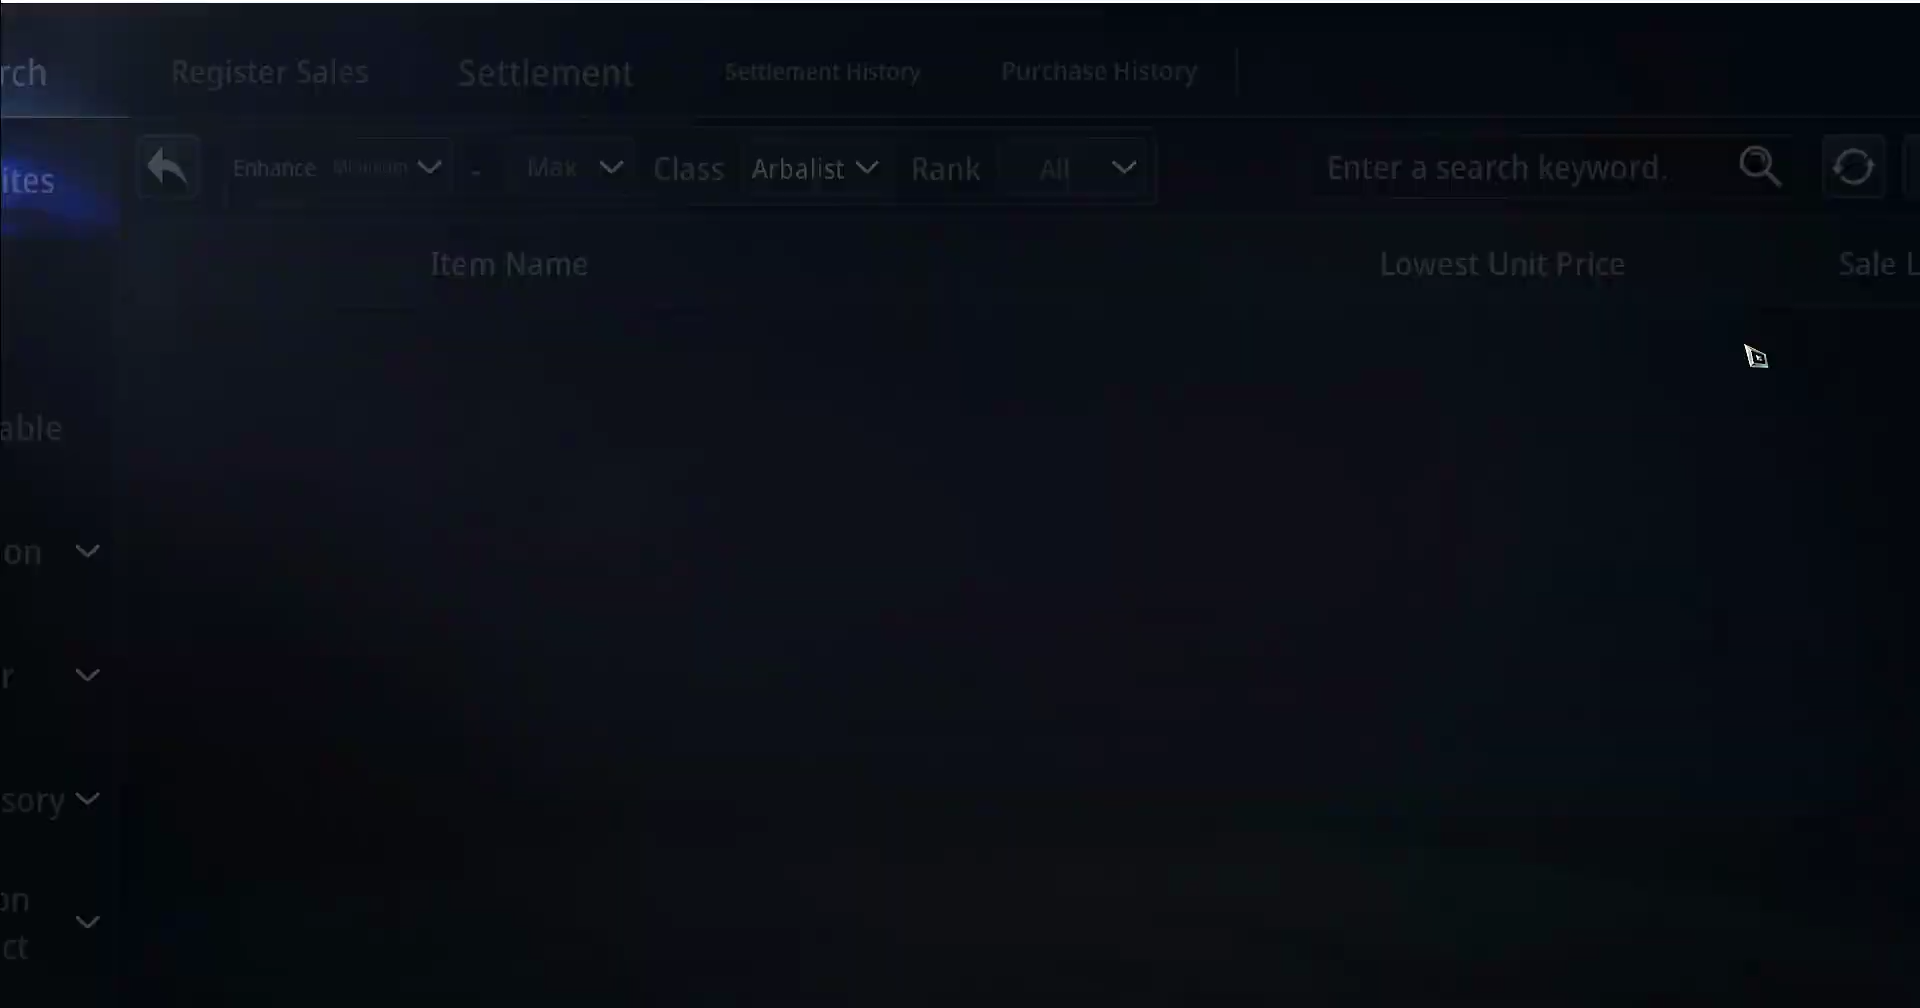 rch Register Sales Settlement Settlement History Purchase History
Enhance Minimum - Max Class Arbalist Rank All Enter a search keyword.
ites
Item Name Lowest Unit Price Sale L
able
on
r
sory
on
ct